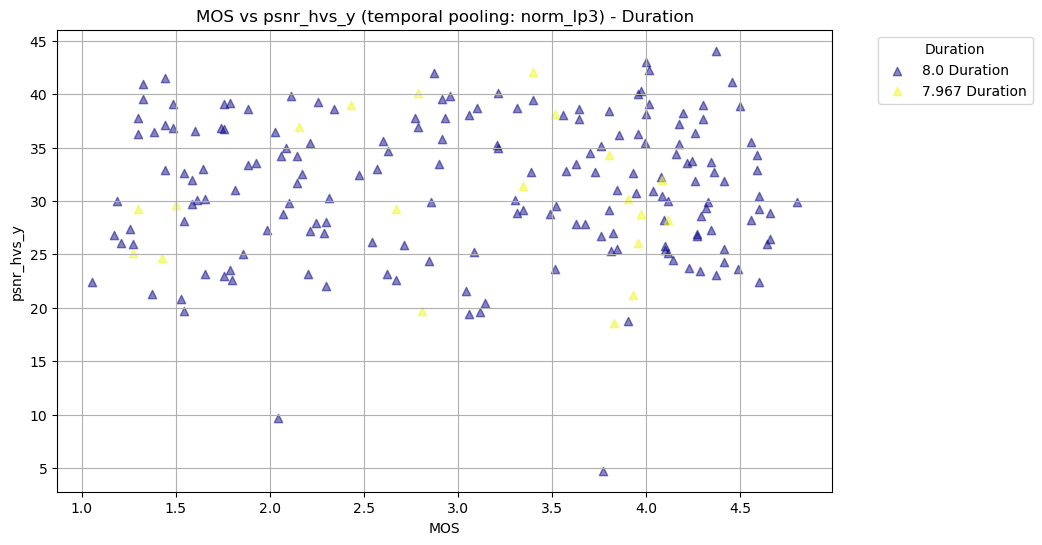 MOS vs psnr_hvs_y (temporal pooling: norm_lp3) - Duration
Duration
8.0 Duration
7.967 Duration
psnr_hvs_y
45
40
35
30
25
20
15
10
5
1.0 1.5 2.0 2.5 3.0 3.5 4.0 4.5
MOS